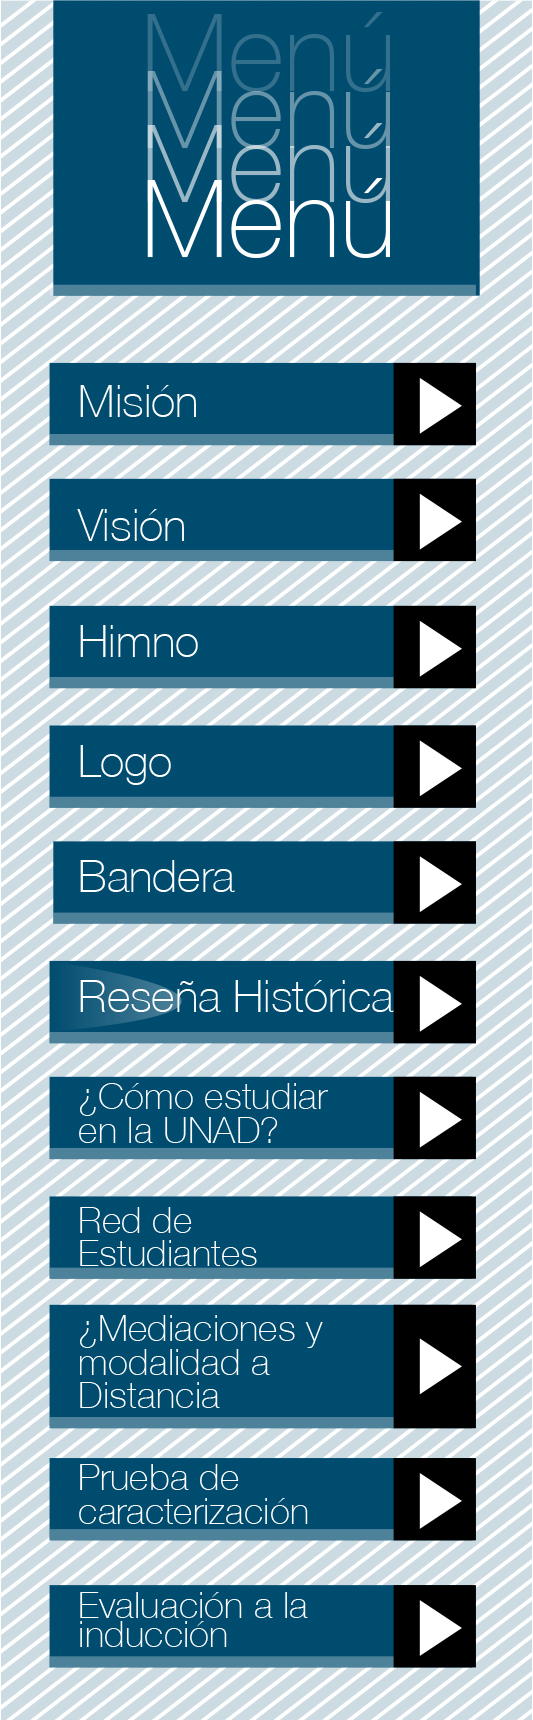 Menú
Menú
Menú
Menú
Misión
Visión
Himno
Logo
Bandera
Reseña Histórica
¿Cómo estudiar
en la UNAD?
Red de
Estudiantes
¿Mediaciones y
modalidad a
Distancia
Prueba de
caracterización
Evaluación a la
inducción